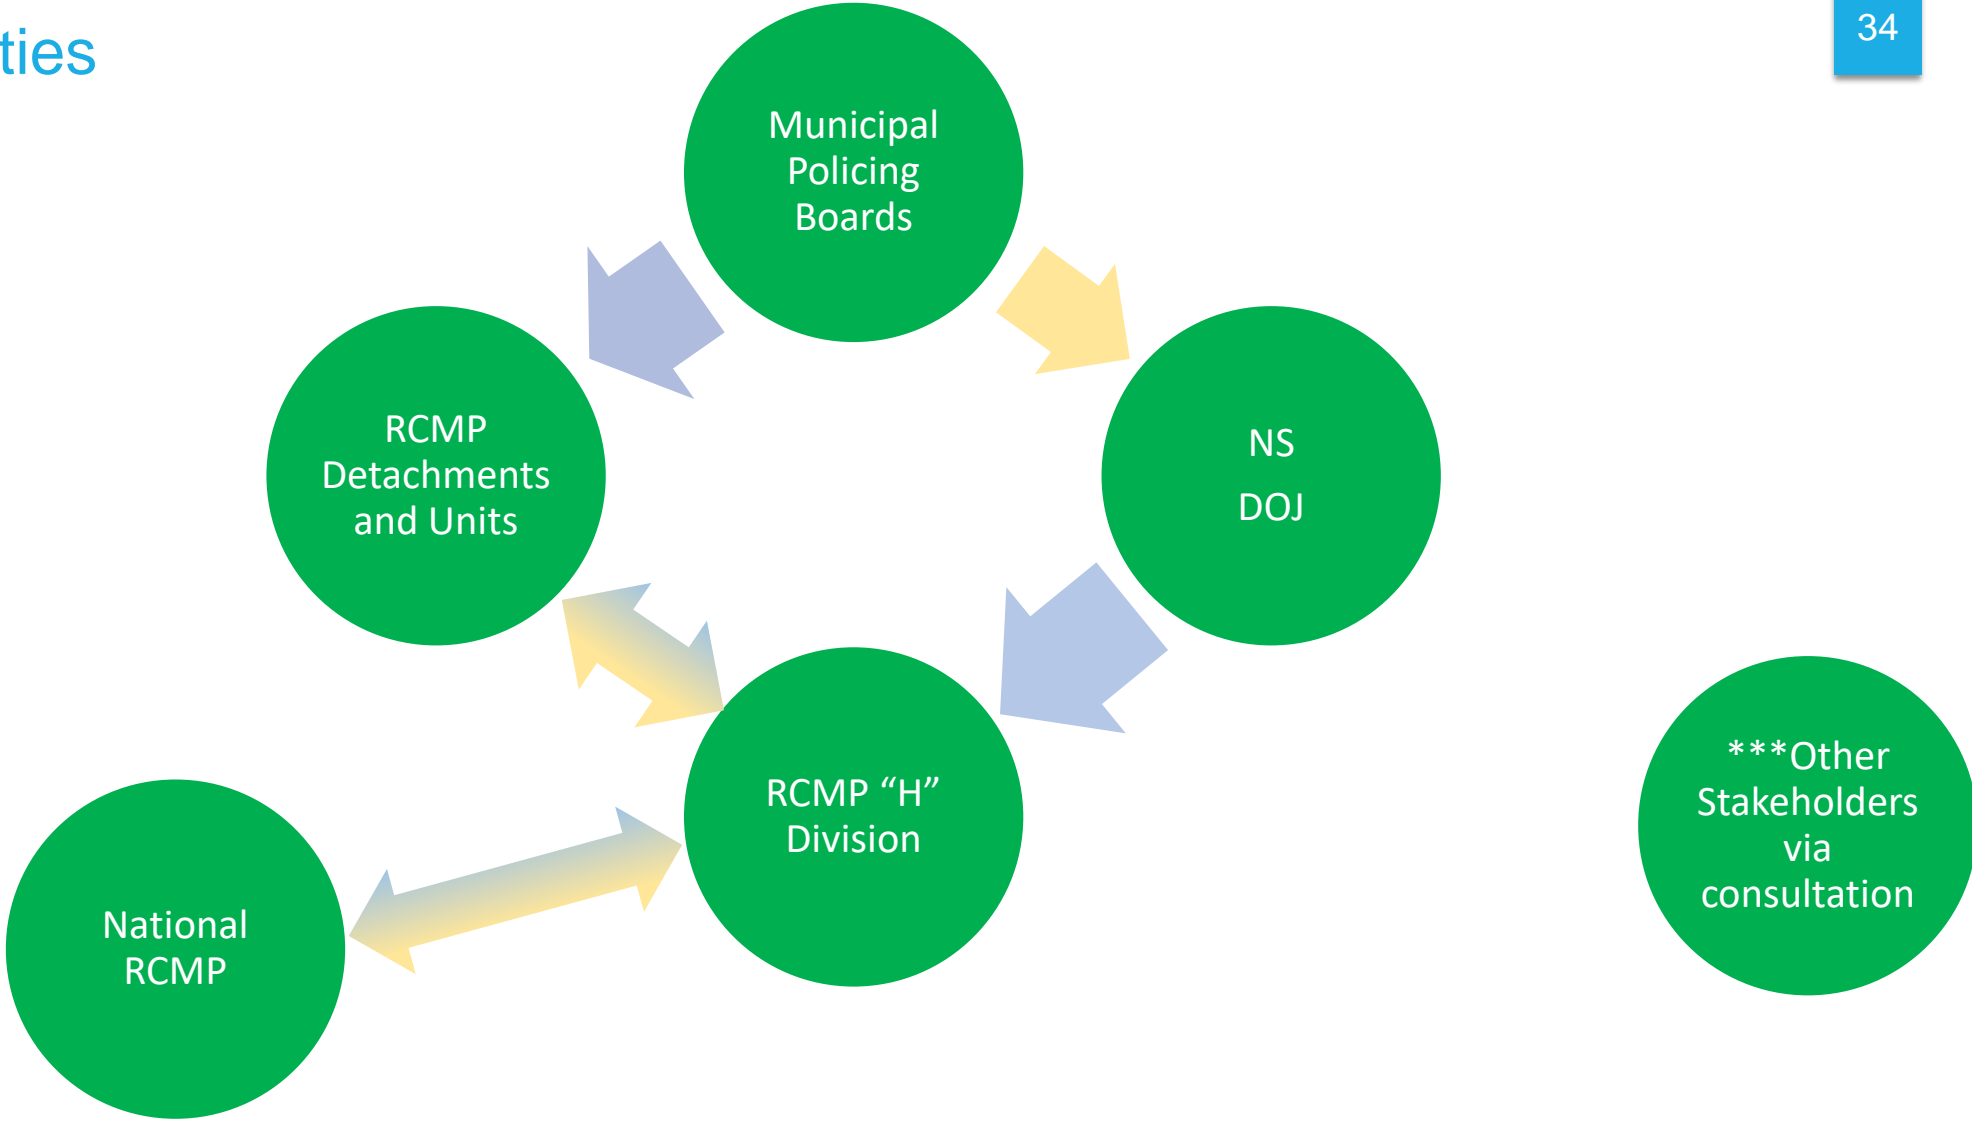 ties
34
Municipal
Policing
Boards
RCMP
Detachments
and Units
NS
DOJ
RCMP “H”
Division
***Other
Stakeholders
via
consultation
National
RCMP